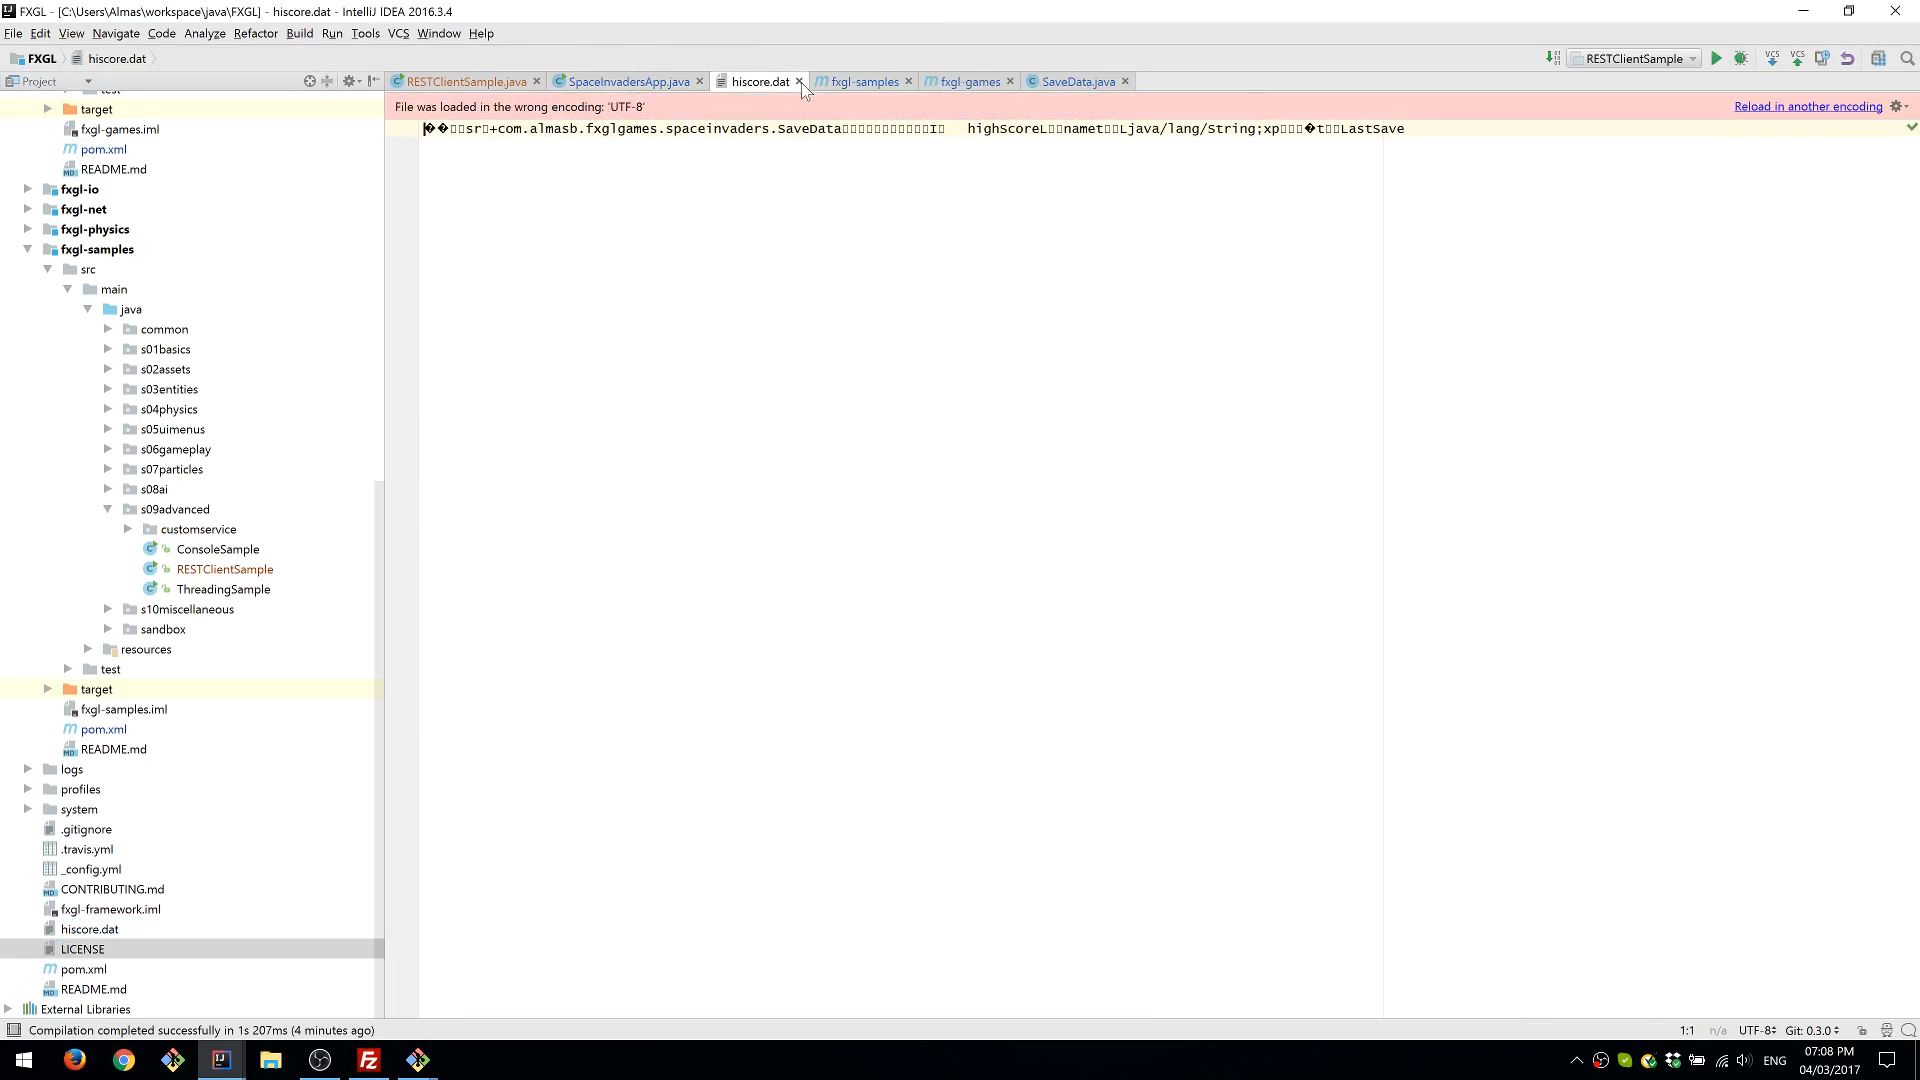 FXGL - [C:\Users\Almas\workspace\java\FXGL] - hiscore.dat - IntelliJ IDEA 2016.3.4
File Edit View Navigate Code Analyze Refactor Build Run Tools VCS Window Help
FXGL hiscore.dat
RESTClientSample
Project
RESTClientSample.java SpaceInvadersApp.java hiscore.dat fxgl-samples fxgl-games SaveData.java
File was loaded in the wrong encoding: 'UTF-8'
Reload in another encoding
sr +com.almasb.fxglgames.spaceinvaders.SaveData I highScoreL namet Ljava/lang/String;xp t LastSave
test
target
fxgl-games.iml
pom.xml
README.md
fxgl-io
fxgl-net
fxgl-physics
fxgl-samples
src
main
java
common
s01basics
s02assets
s03entities
s04physics
s05uimenus
s06gameplay
s07particles
s08ai
s09advanced
customservice
ConsoleSample
RESTClientSample
ThreadingSample
s10miscellaneous
sandbox
resources
test
target
fxgl-samples.iml
pom.xml
README.md
logs
profiles
system
.gitignore
.travis.yml
_config.yml
CONTRIBUTING.md
fxgl-framework.iml
hiscore.dat
LICENSE
pom.xml
README.md
External Libraries
Compilation completed successfully in 1s 207ms (4 minutes ago)
1:1 n/a UTF-8 Git: 0.3.0
ENG
07:08 PM
04/03/2017